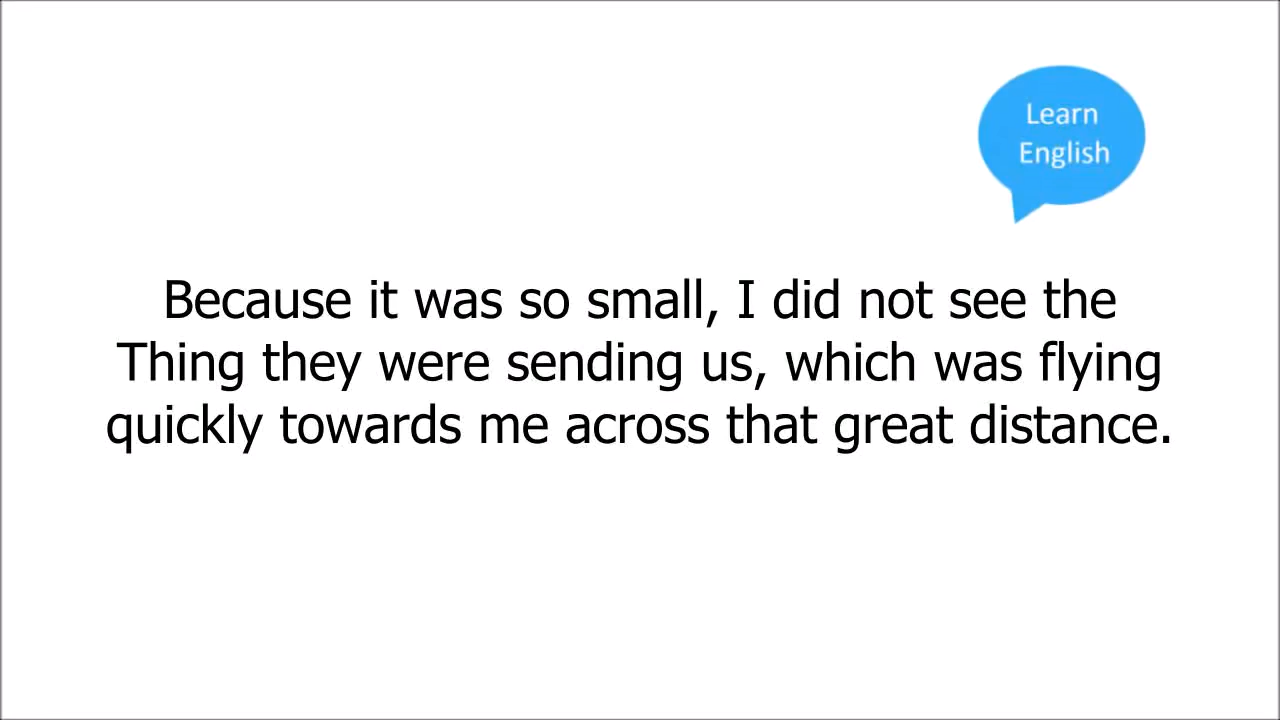 Learn
English
Because it was so small, I did not see the
Thing they were sending us, which was flying
quickly towards me across that great distance.